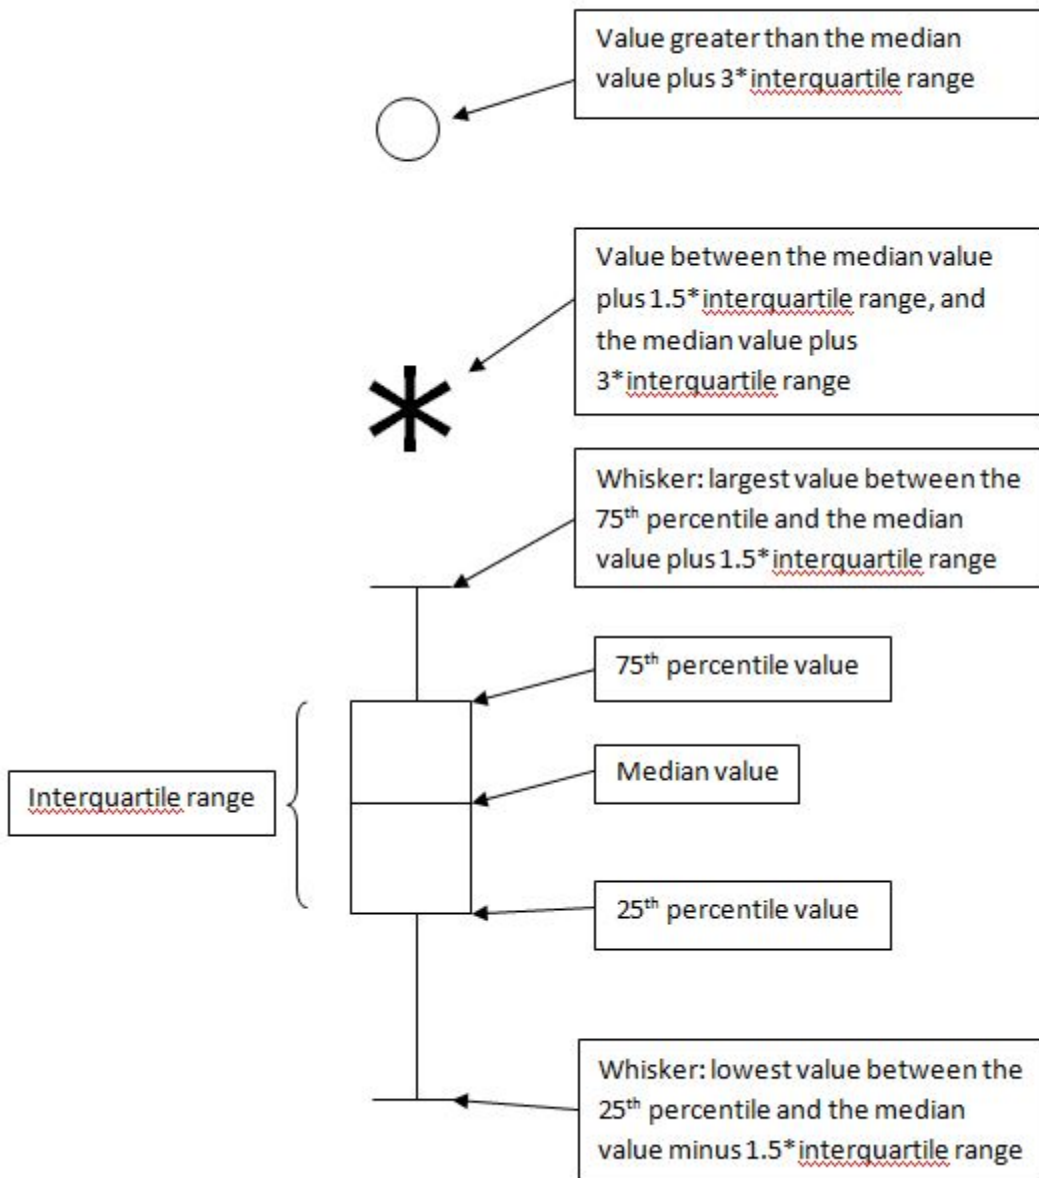 Value greater than the median
value plus 3*interquartile range
Value between the median value
plus 1.5*interquartile range, and
the median value plus
3*interquartile range
Whisker: largest value between the
75th percentile and the median
value plus 1.5*interquartile range
75th percentile value
Median value
Interquartile range
25th percentile value
Whisker: lowest value between the
25th percentile and the median
value minus 1.5*interquartile range